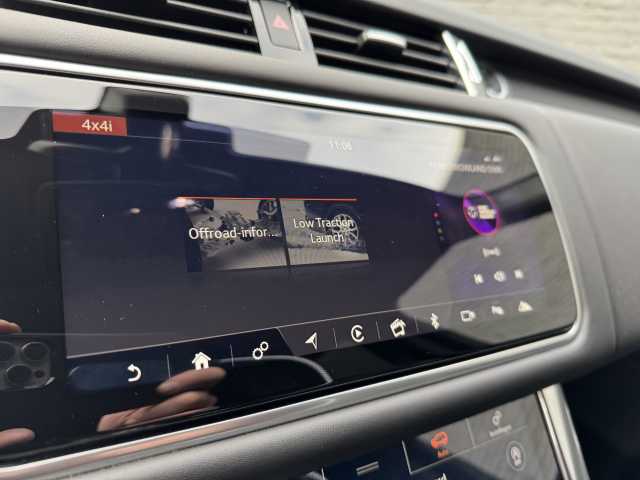 4x4i
11:06
Offroad-infor...
Low Traction
Launch